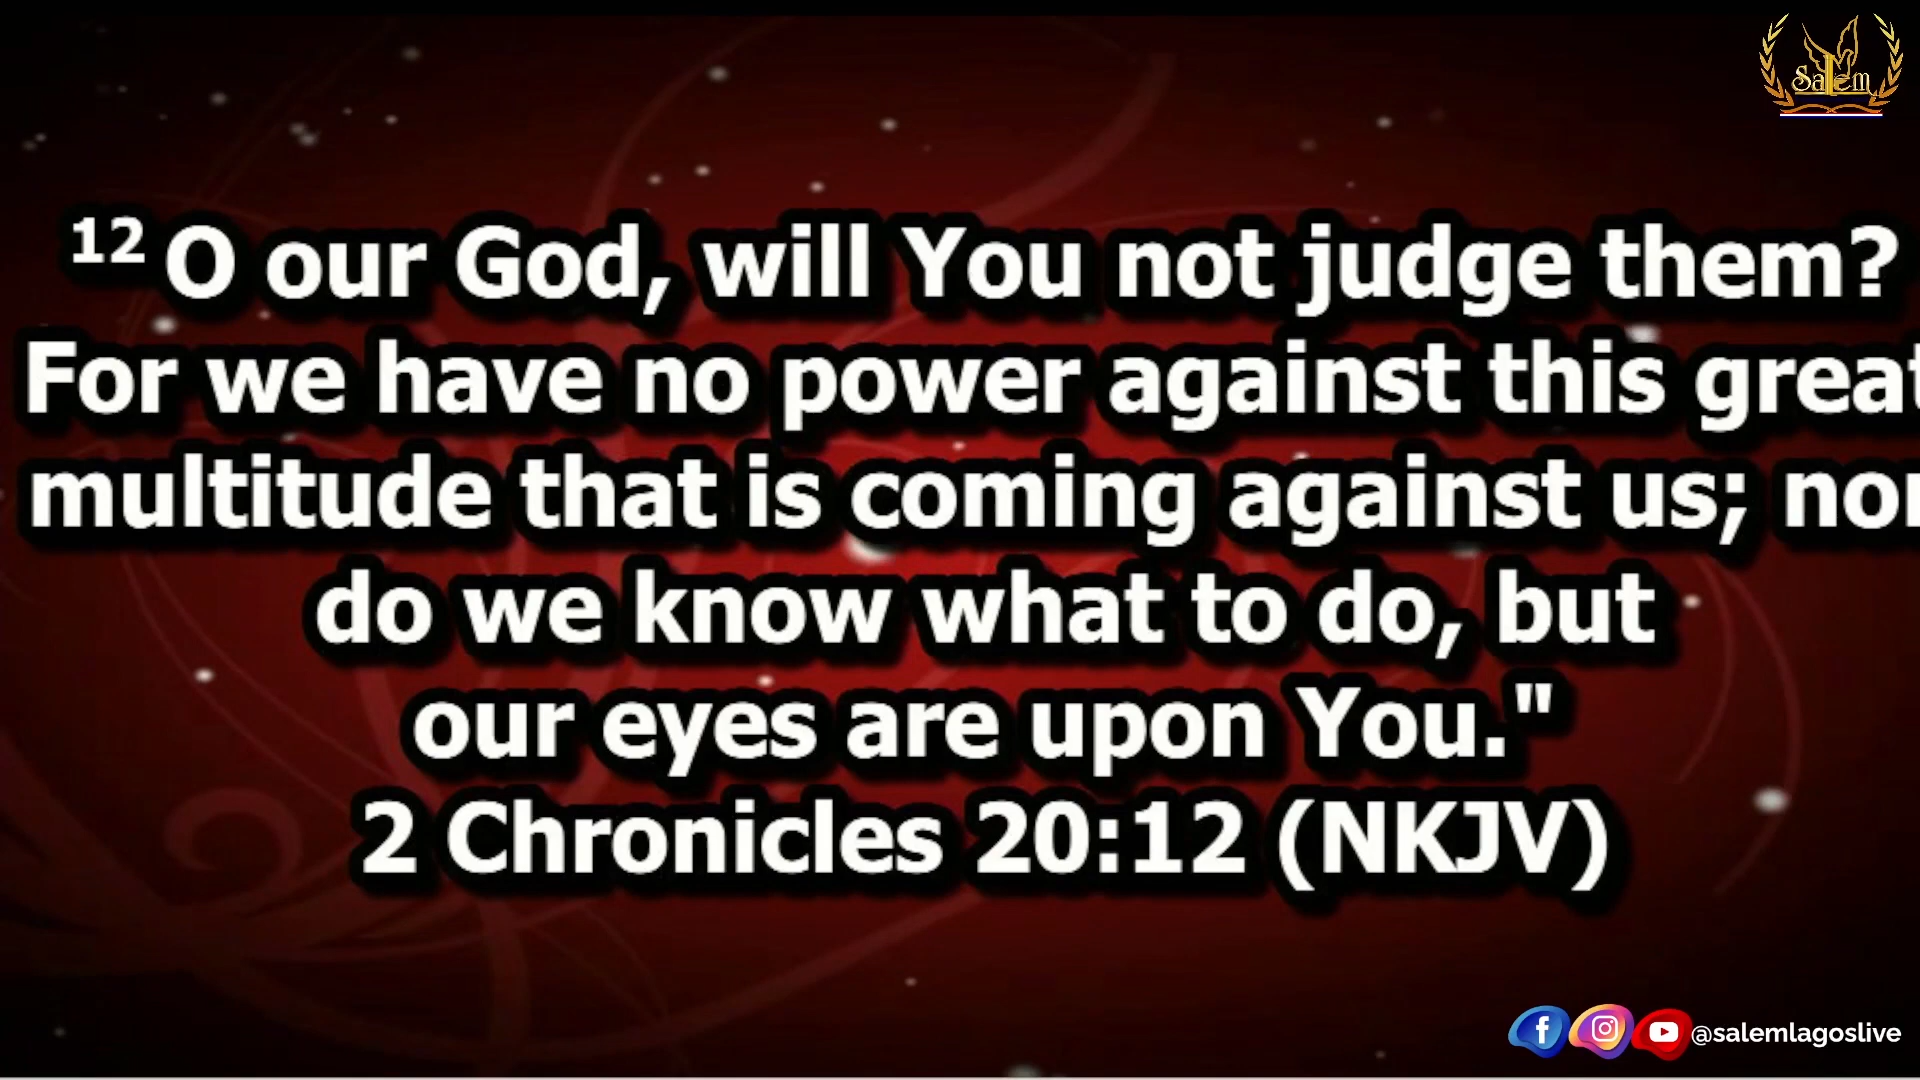 Salem
12 O our God, will You not judge them?
For we have no power against this great
multitude that is coming against us; nor
do we know what to do, but
our eyes are upon You."
2 Chronicles 20:12 (NKJV)
@salemlagoslive